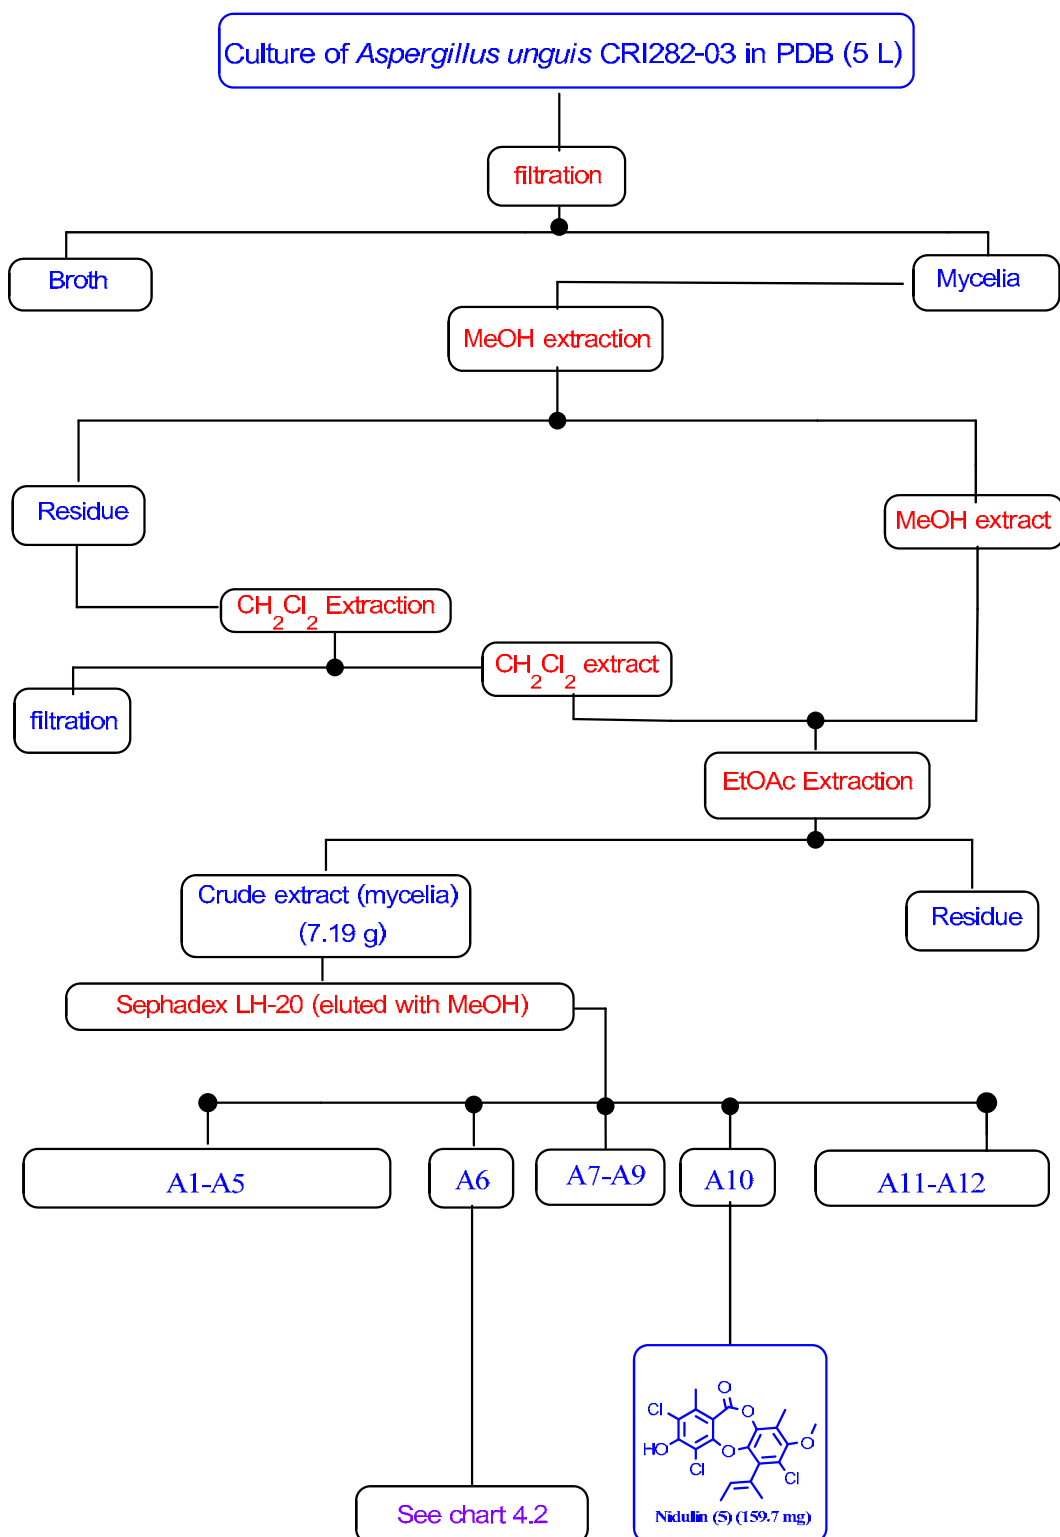 Culture of Aspergillus unguis CRI282-03 in PDB (5 L)
filtration
Broth
Mycelia
MeOH extraction
Residue
MeOH extract
CH2Cl2 Extraction
CH2Cl2 extract
filtration
EtOAc Extraction
Crude extract (mycelia)
(7.19 g)
Residue
Sephadex LH-20 (eluted with MeOH)
A1-A5
A6
A7-A9
A10
A11-A12
O
Cl
O
HO
O
O
Cl
Cl
Nidulin (5) (159.7 mg)
See chart 4.2